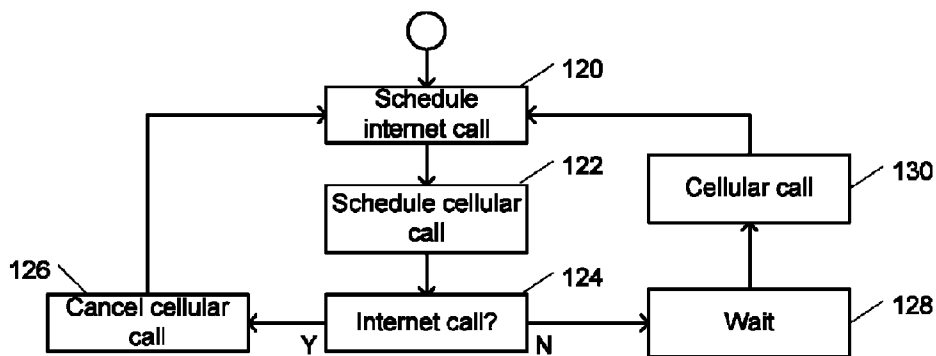 120
Schedule
internet call
122
Schedule cellular
call
130
Cellular call
126
Cancel cellular
call
124
Internet call?
Y
N
Wait
128